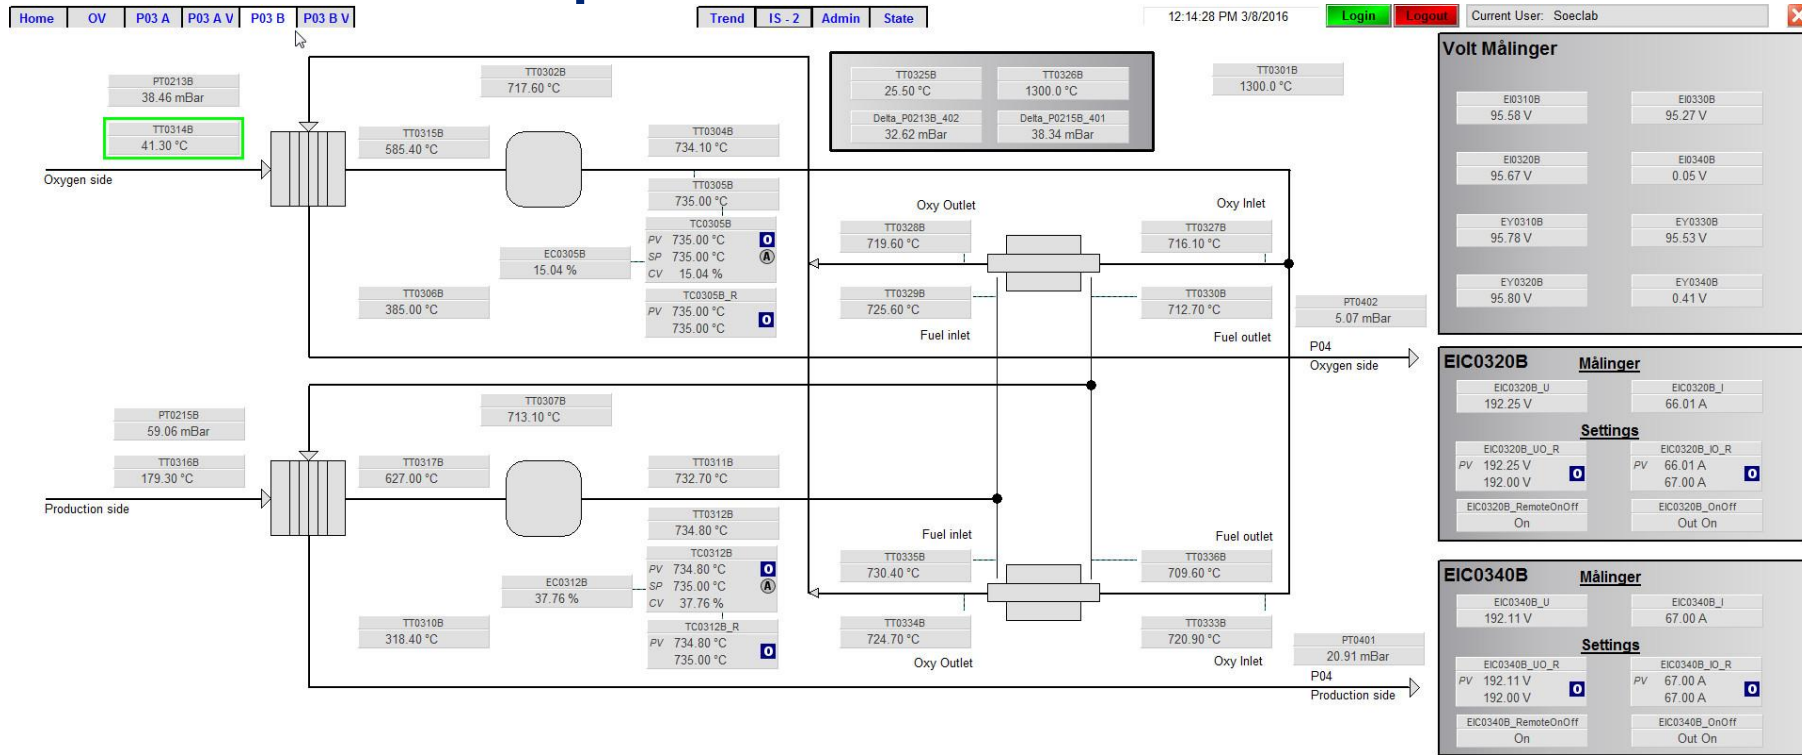 Home OV P03 A P03 A V P03 B P03 B V Trend IS - 2 Admin State 12:14:28 PM 3/8/2016 Login Logout Current User: Soeclab
PT0213B
38.46 mBar
TT0314B
41.30 °C
Oxygen side
TT0302B
717.60 °C
TT0315B
585.40 °C
TT0304B
734.10 °C
TT0305B
735.00 °C
TC0305B
PV 735.00 °C O
SP 735.00 °C A
CV 15.04 %
EC0305B
15.04 %
TC0305B_R
PV 735.00 °C O
735.00 °C
TT0306B
385.00 °C
TT0325B
25.50 °C
TT0326B
1300.0 °C
Delta_P0213B_402
32.62 mBar
Delta_P0215B_401
38.34 mBar
TT0301B
1300.0 °C
Oxy Outlet
Oxy Inlet
TT0328B
719.60 °C
TT0327B
716.10 °C
TT0329B
725.60 °C
TT0330B
712.70 °C
Fuel inlet
Fuel outlet
PT0402
5.07 mBar
P04
Oxygen side
PT0215B
59.06 mBar
TT0316B
179.30 °C
Production side
TT0307B
713.10 °C
TT0317B
627.00 °C
TT0311B
732.70 °C
TT0312B
734.80 °C
TC0312B
PV 734.80 °C O
SP 735.00 °C A
CV 37.76 %
EC0312B
37.76 %
TC0312B_R
PV 734.80 °C O
735.00 °C
TT0310B
318.40 °C
Fuel inlet
Fuel outlet
TT0335B
730.40 °C
TT0336B
709.60 °C
TT0334B
724.70 °C
TT0333B
720.90 °C
Oxy Outlet
Oxy Inlet
PT0401
20.91 mBar
P04
Production side
Volt Målinger
EI0310B
95.58 V
EI0330B
95.27 V
EI0320B
95.67 V
EI0340B
0.05 V
EY0310B
95.78 V
EY0330B
95.53 V
EY0320B
95.80 V
EY0340B
0.41 V
EIC0320B Målinger
EIC0320B_U
192.25 V
EIC0320B_I
66.01 A
Settings
EIC0320B_UO_R
PV 192.25 V O
192.00 V
EIC0320B_IO_R
PV 66.01 A O
67.00 A
EIC0320B_RemoteOnOff
On
EIC0320B_OnOff
Out On
EIC0340B Målinger
EIC0340B_U
192.11 V
EIC0340B_I
67.00 A
Settings
EIC0340B_UO_R
PV 192.11 V O
192.00 V
EIC0340B_IO_R
PV 67.00 A O
67.00 A
EIC0340B_RemoteOnOff
On
EIC0340B_OnOff
Out On